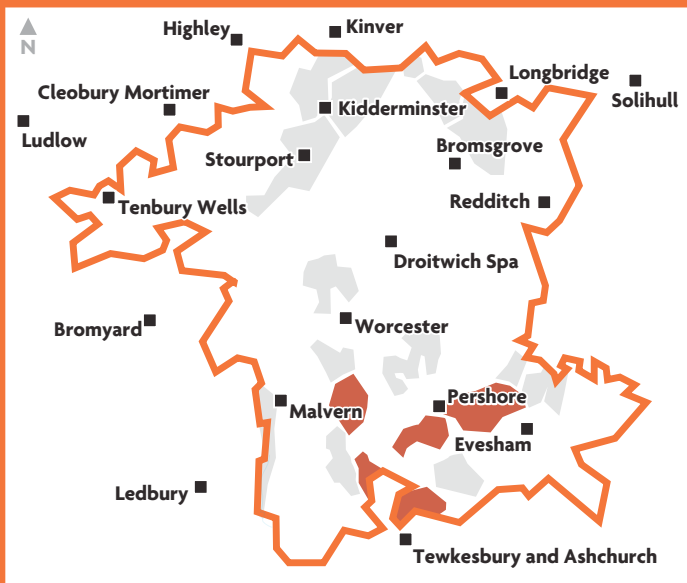 N
Highley
Kinver
Cleobury Mortimer
Longbridge
Solihull
Ludlow
Kidderminster
Stourport
Bromsgrove
Tenbury Wells
Redditch
Droitwich Spa
Bromyard
Worcester
Malvern
Pershore
Evesham
Ledbury
Tewkesbury and Ashchurch